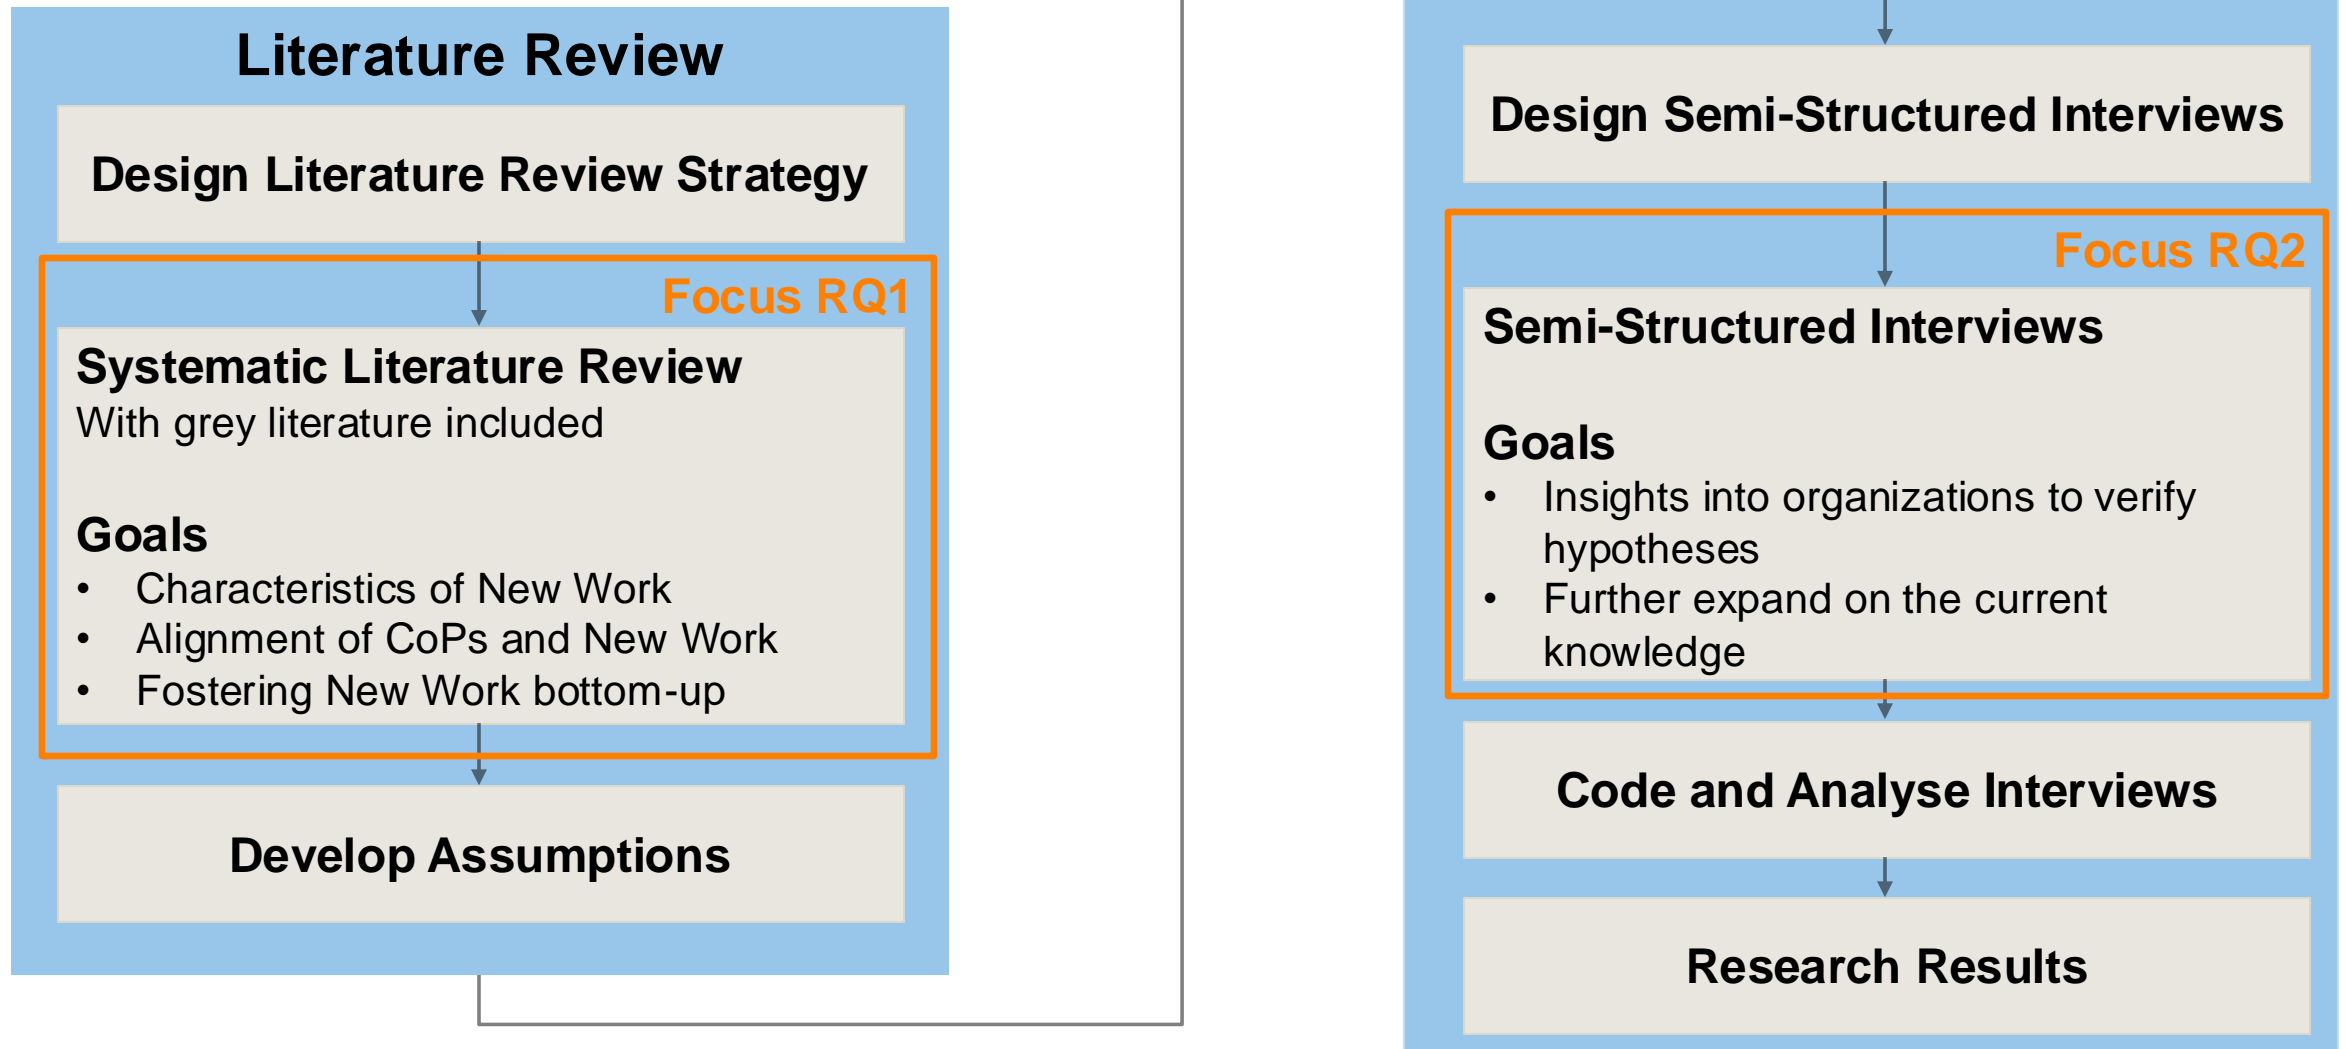 Literature Review
Design Literature Review Strategy
Focus RQ1
Systematic Literature Review
With grey literature included
Goals
• Characteristics of New Work
• Alignment of CoPs and New Work
• Fostering New Work bottom-up
Develop Assumptions
Design Semi-Structured Interviews
Focus RQ2
Semi-Structured Interviews
Goals
• Insights into organizations to verify
hypotheses
• Further expand on the current
knowledge
Code and Analyse Interviews
Research Results